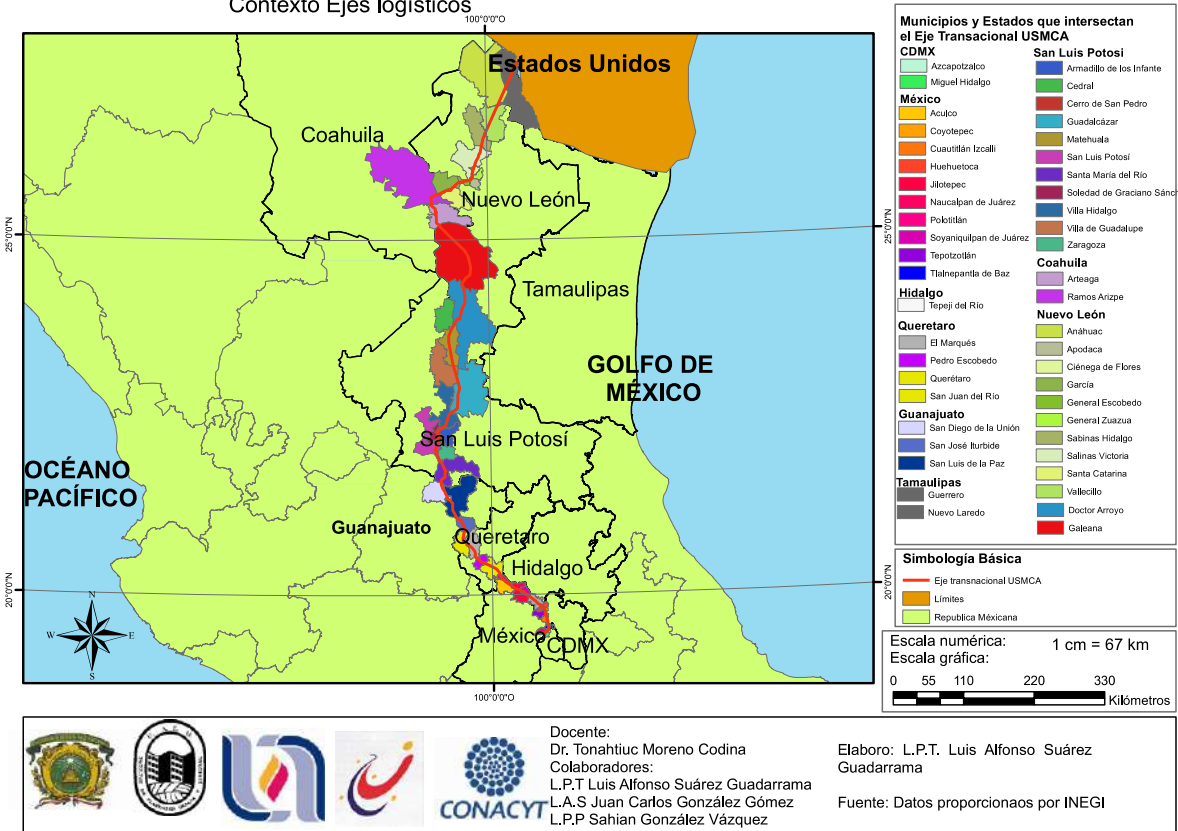 Contexto Ejes logísticos
100°0'0"O
Estados Unidos
Coahuila
Nuevo León
25°0'0"N
25°0'0"N
Tamaulipas
GOLFO DE
MÉXICO
San Luis Potosí
OCÉANO
PACÍFICO
Guanajuato
Queretaro
Hidalgo
20°0'0"N
20°0'0"N
N
W
E
S
México
CDMX
100°0'0"O
Municipios y Estados que intersectan
el Eje Transacional USMCA
CDMX
Azcapotzalco
Miguel Hidalgo
México
Aculco
Coyotepec
Cuautitlán Izcalli
Huehuetoca
Jilotepec
Naucalpan de Juárez
Polotitlán
Soyaniquilpan de Juárez
Tepotzotlán
Tlalnepantla de Baz
Hidalgo
Tepeji del Río
Queretaro
El Marqués
Pedro Escobedo
Querétaro
San Juan del Río
Guanajuato
San Diego de la Unión
San José Iturbide
San Luis de la Paz
Tamaulipas
Guerrero
Nuevo Laredo
San Luis Potosi
Armadillo de los Infante
Cedral
Cerro de San Pedro
Guadalcázar
Matehuala
San Luis Potosí
Santa María del Río
Soledad de Graciano Sánch
Villa Hidalgo
Villa de Guadalupe
Zaragoza
Coahuila
Arteaga
Ramos Arizpe
Nuevo León
Anáhuac
Apodaca
Ciénega de Flores
García
General Escobedo
General Zuazua
Sabinas Hidalgo
Salinas Victoria
Santa Catarina
Vallecillo
Doctor Arroyo
Galeana
Simbología Básica
Eje transnacional USMCA
Límites
Republica Méxicana
Escala numérica: 1 cm = 67 km
Escala gráfica:
0 55 110 220 330
Kilómetros
CONACYT
Docente:
Dr. Tonahtiuc Moreno Codina
Colaboradores:
L.P.T Luis Alfonso Suárez Guadarrama
L.A.S Juan Carlos González Gómez
L.P.P Sahian González Vázquez
Elaboro: L.P.T. Luis Alfonso Suárez
Guadarrama
Fuente: Datos proporcionaos por INEGI